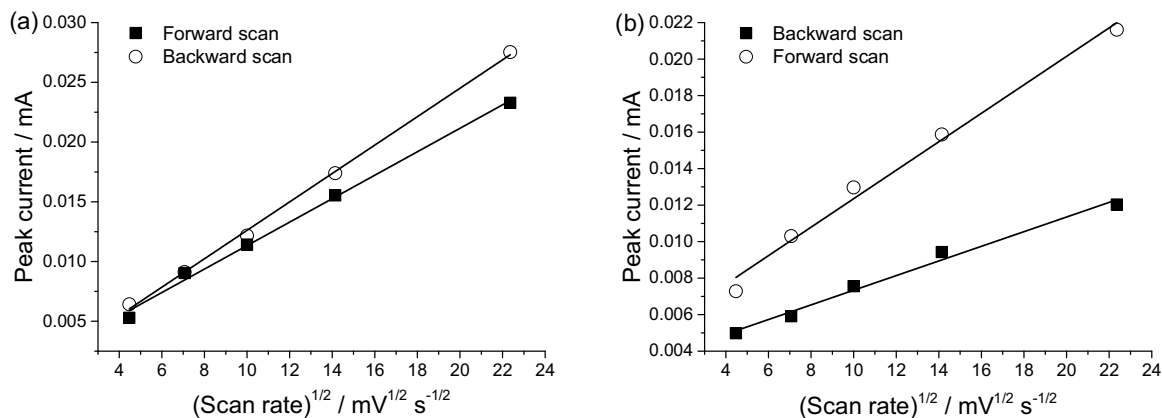 (a)
Forward scan
Backward scan
0.030
0.025
0.020
0.015
0.010
0.005
Peak current / mA
4 6 8 10 12 14 16 18 20 22 24
(Scan rate)^1/2 / mV^1/2 s^-1/2
(b)
Backward scan
Forward scan
0.022
0.020
0.018
0.016
0.014
0.012
0.010
0.008
0.006
0.004
Peak current / mA
4 6 8 10 12 14 16 18 20 22 24
(Scan rate)^1/2 / mV^1/2 s^-1/2